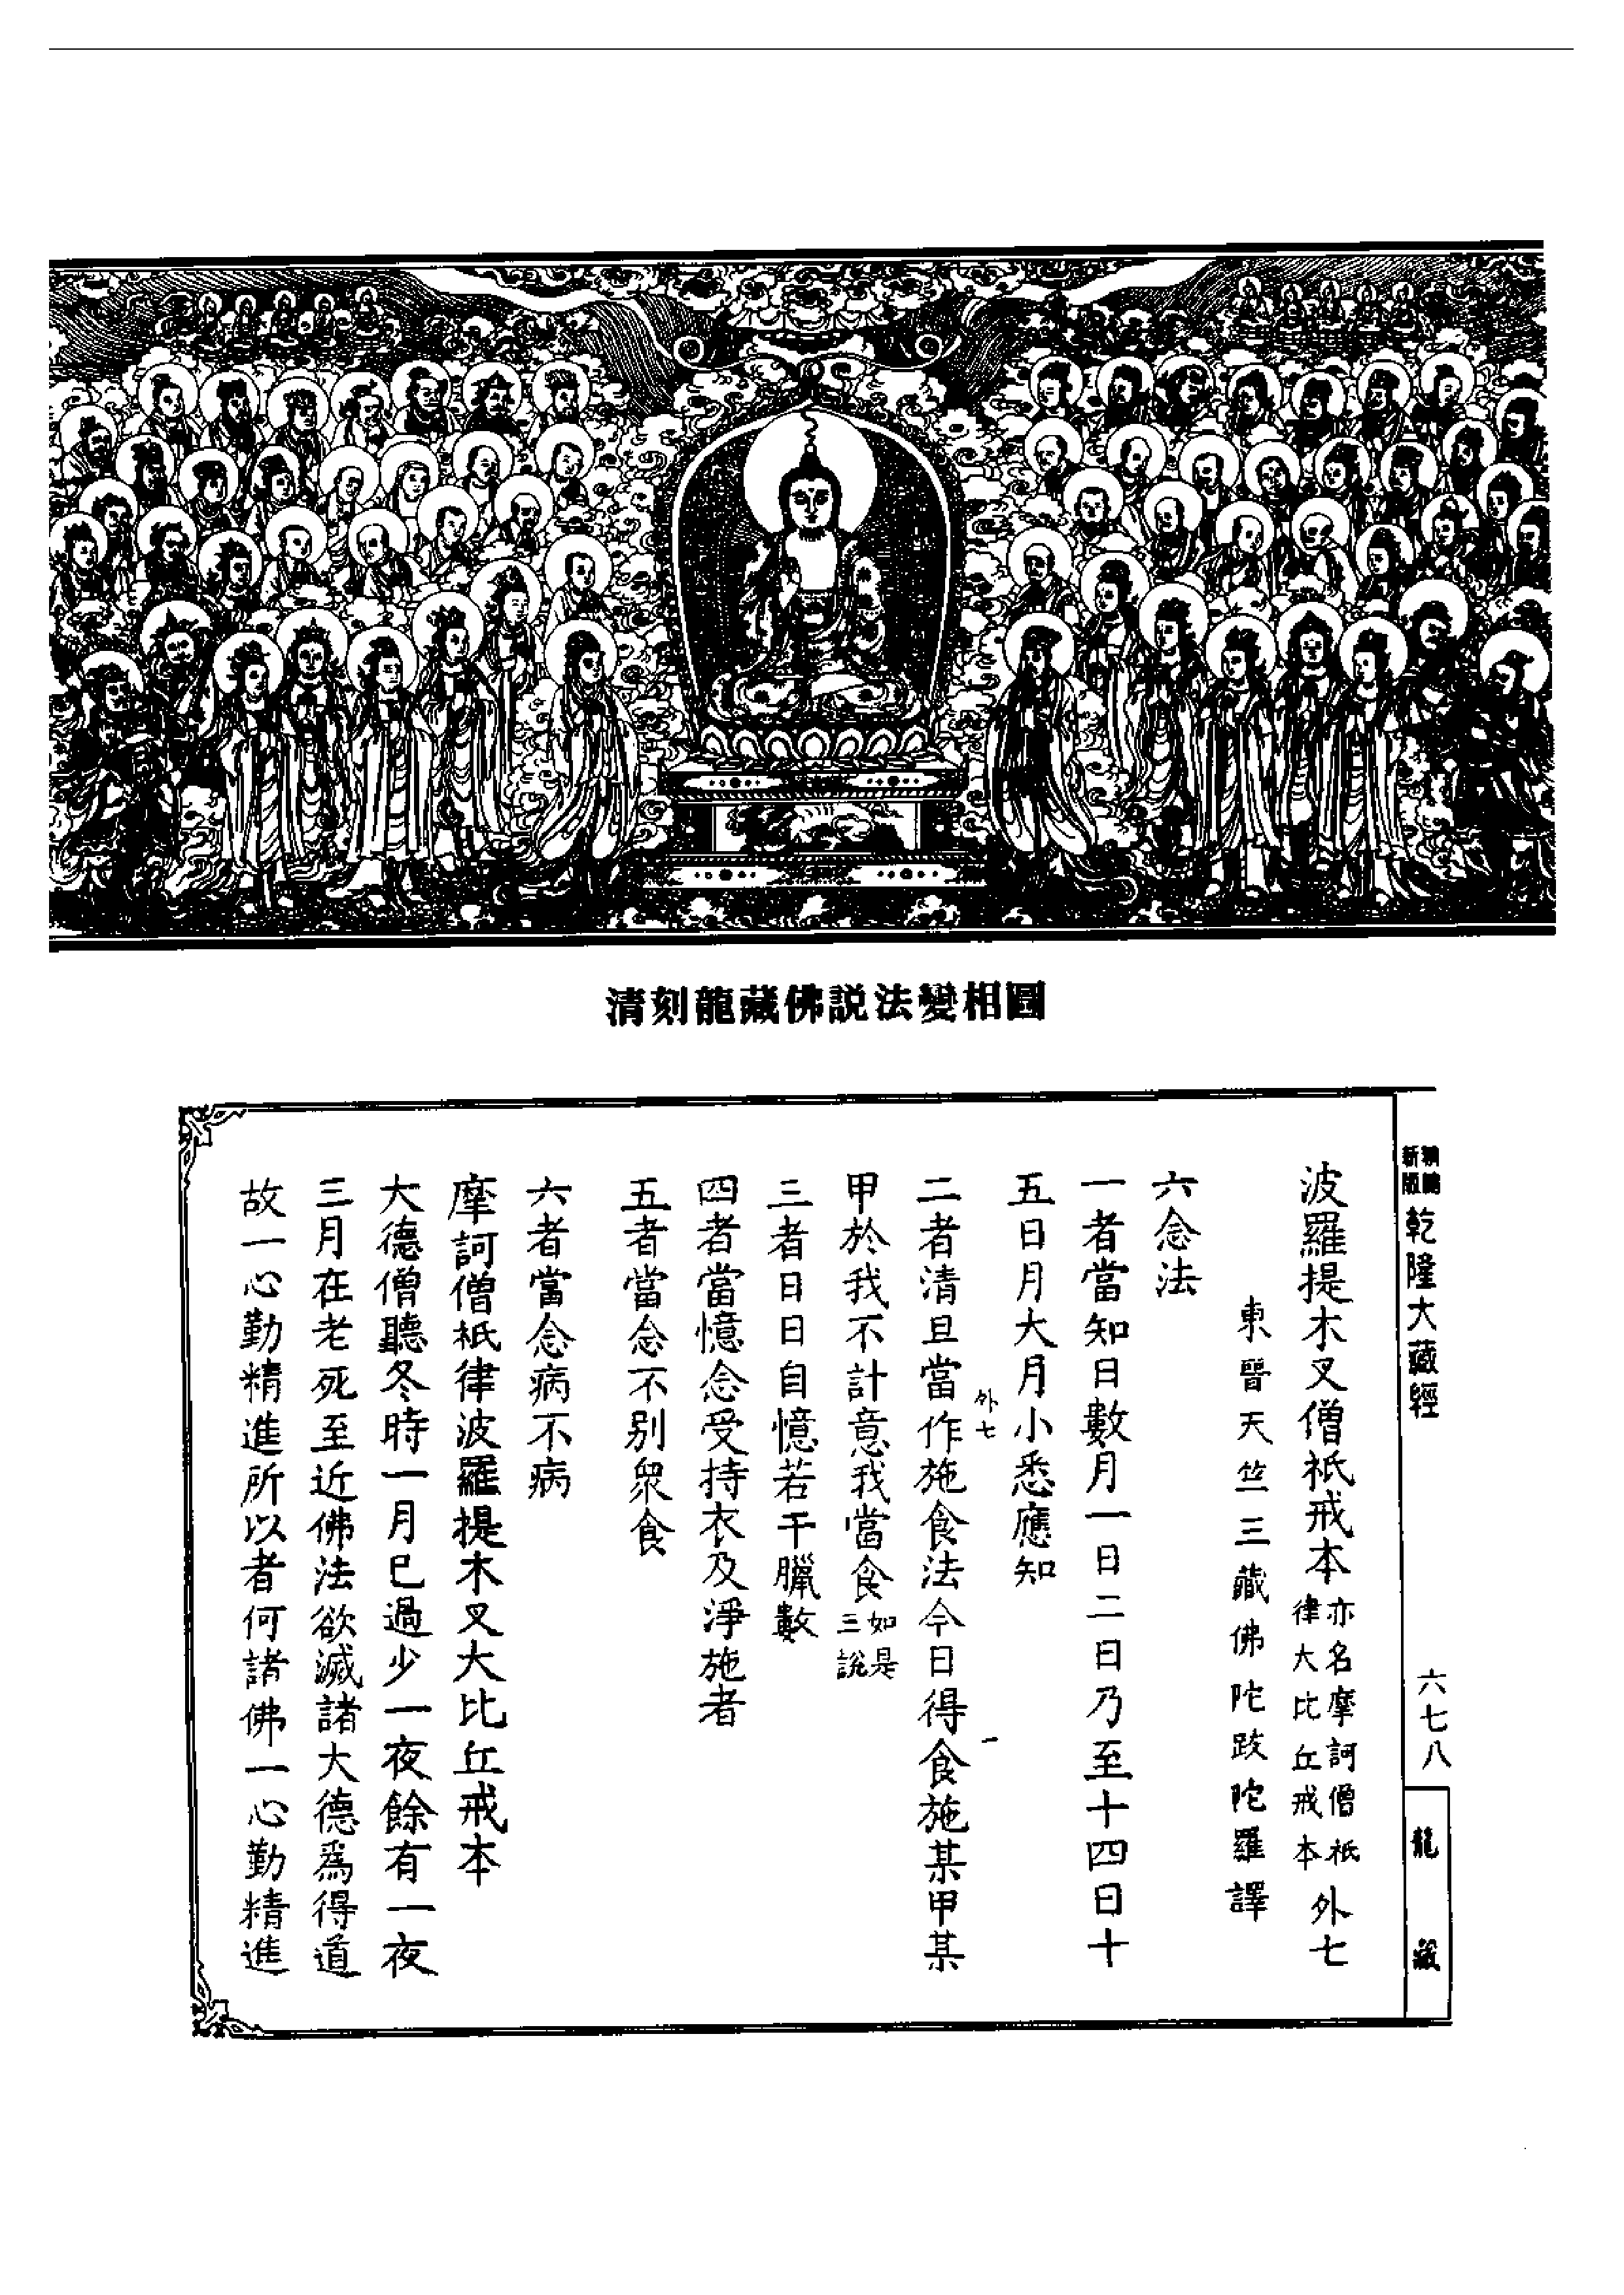 清刻龍藏佛説法變相圖
新版
乾隆大藏經
六七八
龍藏
波羅提木叉僧祇戒本 亦名摩訶僧祇律大比丘戒本 外七
東晉天竺三藏佛陀跋陀羅譯
六念法
一者當知日數月一日二日乃至十四日十
五日月大月小悉應知
外七 一
二者清旦當作施食法今日得食施某甲某
甲於我不計意我當食如是三說
三者日日自憶若干臘數
四者當憶念受持衣及淨施者
五者當念不别衆食
六者當念病不病
摩訶僧祇律波羅提木叉大比丘戒本
大德僧聽冬時一月已過少一夜餘有一夜
三月在老死至近佛法欲滅諸大德爲得道
故一心勤精進所以者何諸佛一心勤精進